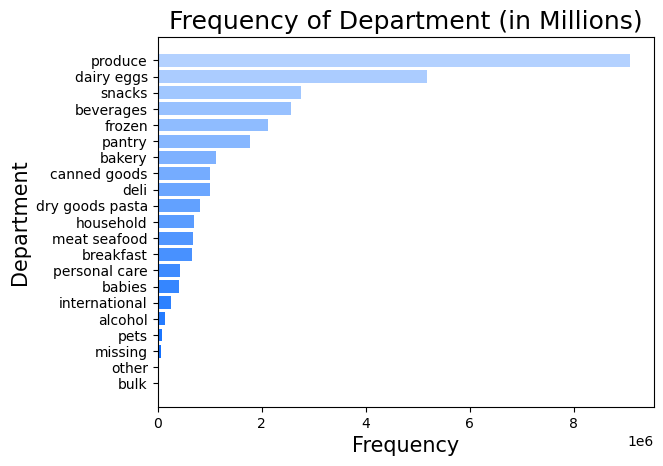 Frequency of Department (in Millions)
produce
dairy eggs
snacks
beverages
frozen
pantry
bakery
canned goods
deli
dry goods pasta
household
meat seafood
breakfast
personal care
babies
international
alcohol
pets
missing
other
bulk
Department
0 2 4 6 8
1e6
Frequency